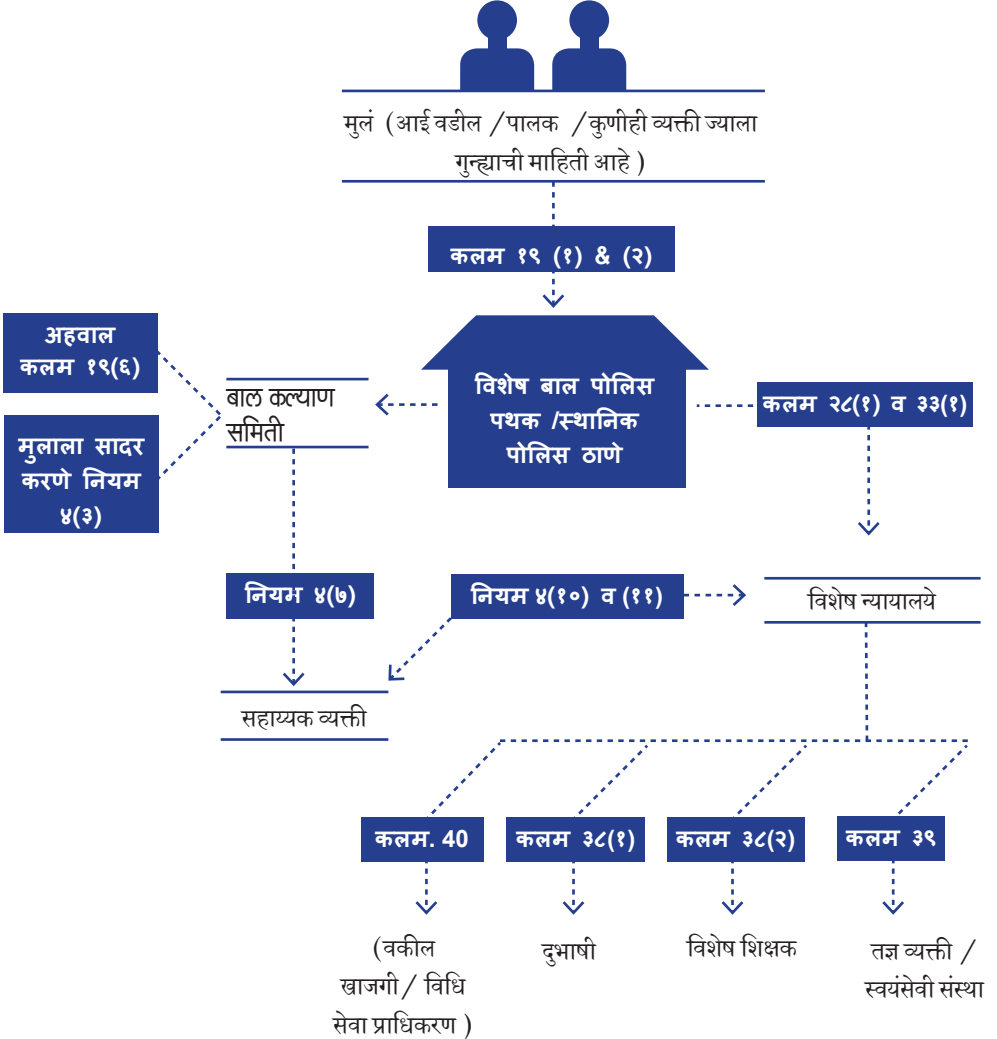 मुलं (आई वडील / पालक / कुणीही व्यक्ती ज्याला
गुन्ह्याची माहिती आहे )
कलम १९ (१) & (२)
अहवाल
कलम १९(६)
बाल कल्याण
समिती
मुलाला सादर
करणे नियम
४(३)
विशेष बाल पोलिस
पथक /स्थानिक
पोलिस ठाणे
कलम २८(१) व ३३(१)
नियम ४(७)
नियम ४(१०) व (११)
विशेष न्यायालये
सहाय्यक व्यक्ती
कलम. 40
कलम ३८(१)
कलम ३८(२)
कलम ३९
(वकील
खाजगी / विधि
सेवा प्राधिकरण )
दुभाषी
विशेष शिक्षक
तज्ञ व्यक्ती /
स्वयंसेवी संस्था